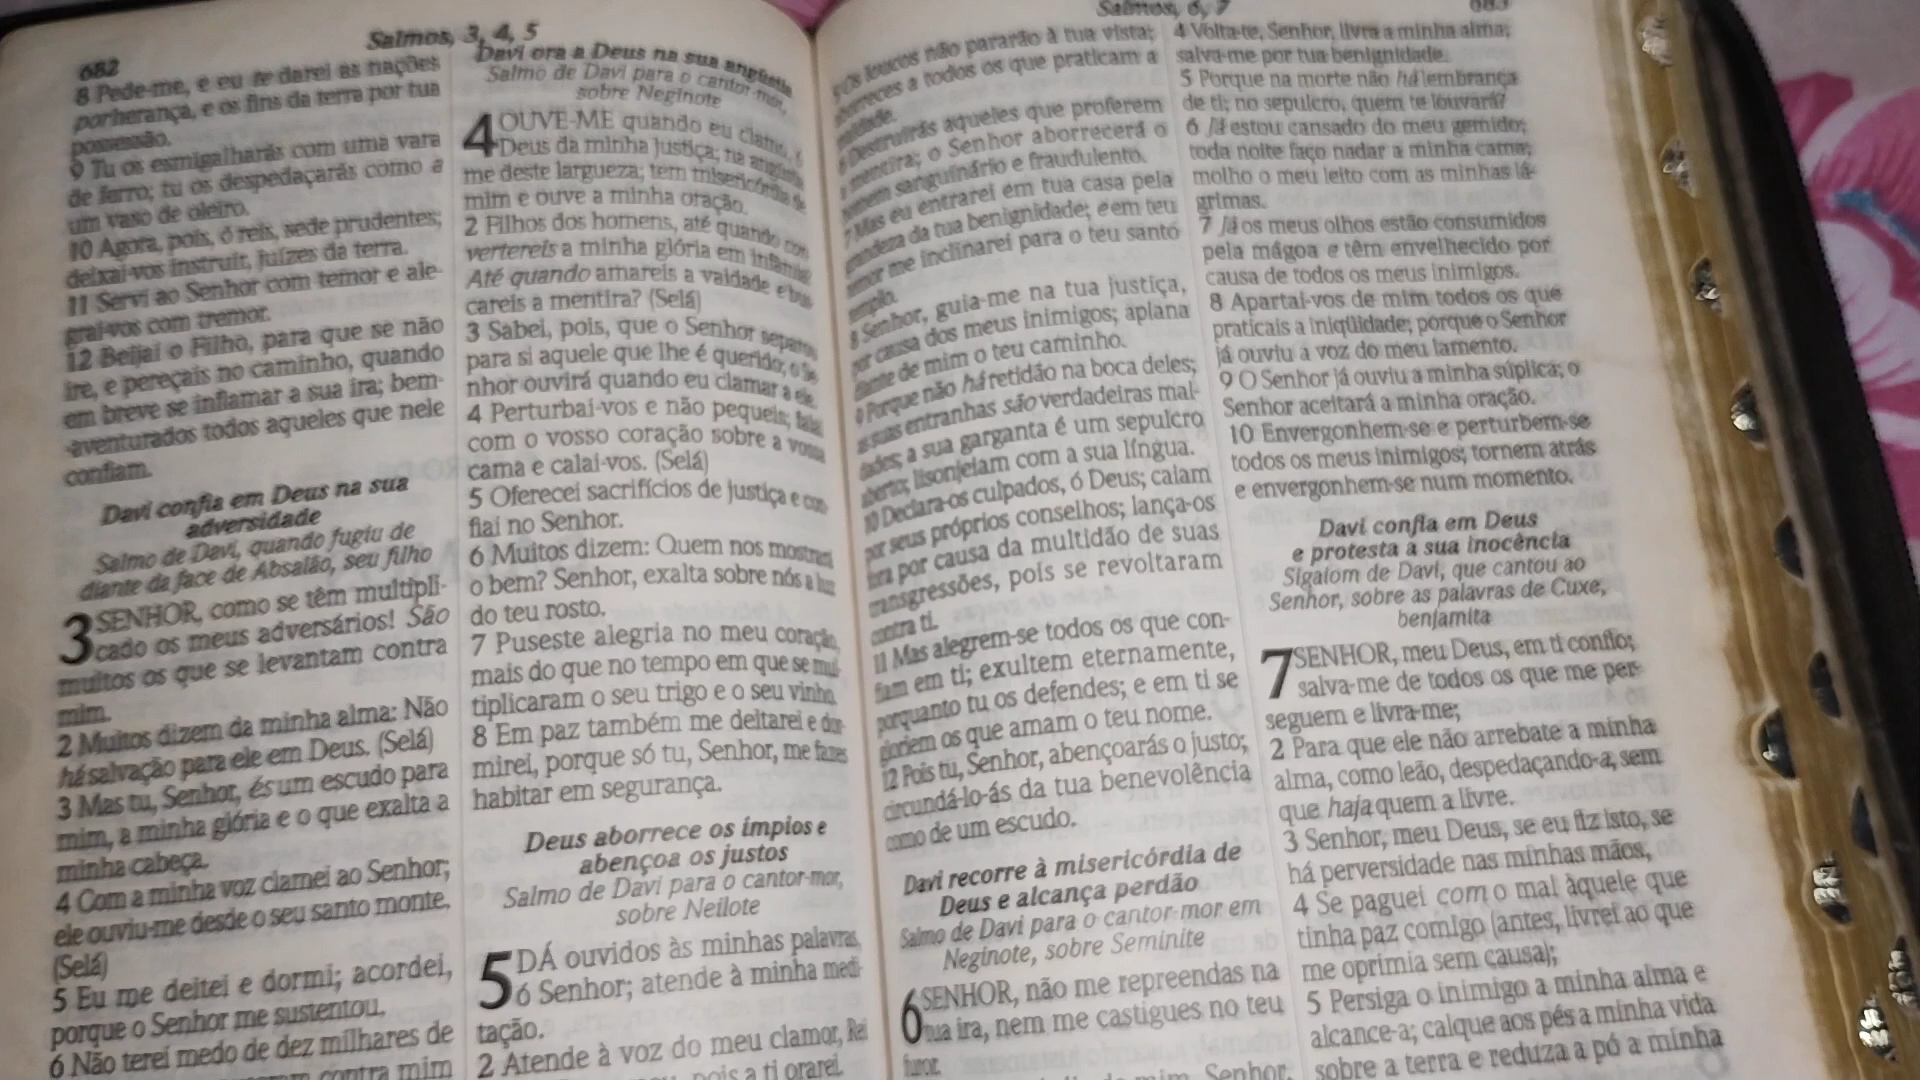 682
Salmos, 3, 4, 5
8 Pede-me, e eu te darei as nações
por herança, e os fins da terra por tua
possessão.
9 Tu os esmigalharás com uma vara
de ferro; tu os despedaçarás como a
um vaso de oleiro.
10 Agora, pois, ó reis, sede prudentes;
deixai-vos instruir, juízes da terra.
11 Servi ao Senhor com temor e ale-
grai-vos com tremor.
12 Beijai o Filho, para que se não
ire, e pereçais no caminho, quando
em breve se inflamar a sua ira; bem-
-aventurados todos aqueles que nele
confiam.
Davi confia em Deus na sua
adversidade
Salmo de Davi, quando fugiu de
diante da face de Absalão, seu filho
3 SENHOR, como se têm multipli-
cado os meus adversários! São
muitos os que se levantam contra
mim.
2 Muitos dizem da minha alma: Não
há salvação para ele em Deus. (Selá)
3 Mas tu, Senhor, és um escudo para
mim, a minha glória e o que exalta a
minha cabeça.
4 Com a minha voz clamei ao Senhor;
ele ouviu-me desde o seu santo monte.
(Selá)
5 Eu me deitei e dormi; acordei,
porque o Senhor me sustentou.
6 Não terei medo de dez milhares de
contra mim
Davi ora a Deus na sua angústia
Salmo de Davi para o cantor-mor,
sobre Neginote
4 OUVE-ME quando eu clamo, ó
Deus da minha justiça; na angústia
me deste largueza; tem misericórdia de
mim e ouve a minha oração.
2 Filhos dos homens, até quando con-
vertereis a minha glória em infâmia?
Até quando amareis a vaidade e bus-
careis a mentira? (Selá)
3 Sabei, pois, que o Senhor separou
para si aquele que lhe é querido; o Se-
nhor ouvirá quando eu clamar a ele.
4 Perturbai-vos e não pequeis; falai
com o vosso coração sobre a vossa
cama e calai-vos. (Selá)
5 Oferecei sacrifícios de justiça e con-
fiai no Senhor.
6 Muitos dizem: Quem nos mostrará
o bem? Senhor, exalta sobre nós a luz
do teu rosto.
7 Puseste alegria no meu coração,
mais do que no tempo em que se mul-
tiplicaram o seu trigo e o seu vinho.
8 Em paz também me deitarei e dor-
mirei, porque só tu, Senhor, me fazes
habitar em segurança.
Deus aborrece os ímpios e
abençoa os justos
Salmo de Davi para o cantor-mor,
sobre Neilote
5 DÁ ouvidos às minhas palavras,
ó Senhor; atende à minha medi-
tação.
2 Atende à voz do meu clamor, Rei
pois a ti orarei.
Salmos, 6, 7
683
5 Os loucos não pararão à tua vista;
aborreces a todos os que praticam a
maldade.
6 Destruirás aqueles que proferem
a mentira; o Senhor aborrecerá o
homem sanguinário e fraudulento.
7 Mas eu entrarei em tua casa pela
grandeza da tua benignidade; e em teu
temor me inclinarei para o teu santo
templo.
8 Senhor, guia-me na tua justiça,
por causa dos meus inimigos; aplana
diante de mim o teu caminho.
9 Porque não há retidão na boca deles;
as suas entranhas são verdadeiras mal-
dades; a sua garganta é um sepulcro
aberto; lisonjeiam com a sua língua.
10 Declara-os culpados, ó Deus; caiam
por seus próprios conselhos; lança-os
fora por causa da multidão de suas
transgressões, pois se revoltaram
contra ti.
11 Mas alegrem-se todos os que con-
fiam em ti; exultem eternamente,
porquanto tu os defendes; e em ti se
gloriem os que amam o teu nome.
12 Pois tu, Senhor, abençoarás o justo;
circundá-lo-ás da tua benevolência
como de um escudo.
Davi recorre à misericórdia de
Deus e alcança perdão
Salmo de Davi para o cantor-mor em
Neginote, sobre Seminite
6 SENHOR, não me repreendas na
tua ira, nem me castigues no teu
furor.
de mim, Senhor,
4 Volta-te, Senhor, livra a minha alma;
salva-me por tua benignidade.
5 Porque na morte não há lembrança
de ti; no sepulcro, quem te louvará?
6 Já estou cansado do meu gemido;
toda noite faço nadar a minha cama;
molho o meu leito com as minhas lá-
grimas.
7 Já os meus olhos estão consumidos
pela mágoa e têm envelhecido por
causa de todos os meus inimigos.
8 Apartai-vos de mim todos os que
praticais a iniqüidade; porque o Senhor
já ouviu a voz do meu lamento.
9 O Senhor já ouviu a minha súplica; o
Senhor aceitará a minha oração.
10 Envergonhem-se e perturbem-se
todos os meus inimigos; tornem atrás
e envergonhem-se num momento.
Davi confia em Deus
e protesta a sua inocência
Sigaiom de Davi, que cantou ao
Senhor, sobre as palavras de Cuxe,
benjamita
7 SENHOR, meu Deus, em ti confio;
salva-me de todos os que me per-
seguem e livra-me;
2 Para que ele não arrebate a minha
alma, como leão, despedaçando-a, sem
que haja quem a livre.
3 Senhor, meu Deus, se eu fiz isto, se
há perversidade nas minhas mãos,
4 Se paguei com o mal àquele que
tinha paz comigo (antes, livrei ao que
me oprimia sem causa);
5 Persiga o inimigo a minha alma e
alcance-a; calque aos pés a minha vida
sobre a terra e reduza a pó a minha